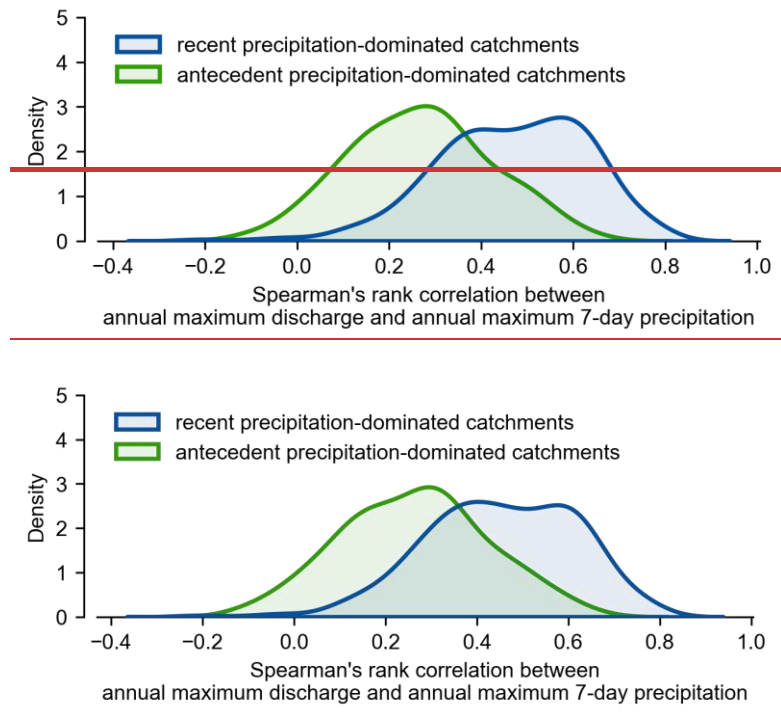 5
recent precipitation-dominated catchments
4
antecedent precipitation-dominated catchments
3
Density
2
1
0
−0.4 −0.2 0.0 0.2 0.4 0.6 0.8 1.0
Spearman's rank correlation between
annual maximum discharge and annual maximum 7-day precipitation
5
recent precipitation-dominated catchments
4
antecedent precipitation-dominated catchments
3
Density
2
1
0
−0.4 −0.2 0.0 0.2 0.4 0.6 0.8 1.0
Spearman's rank correlation between
annual maximum discharge and annual maximum 7-day precipitation